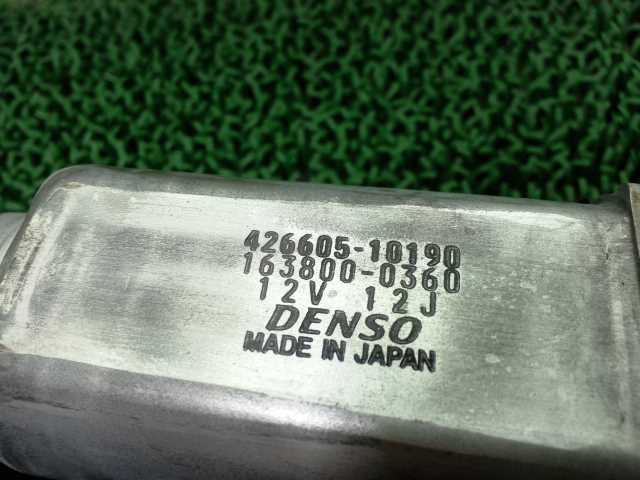 426605-10190
163800-0360
12V 12J
DENSO
MADE IN JAPAN